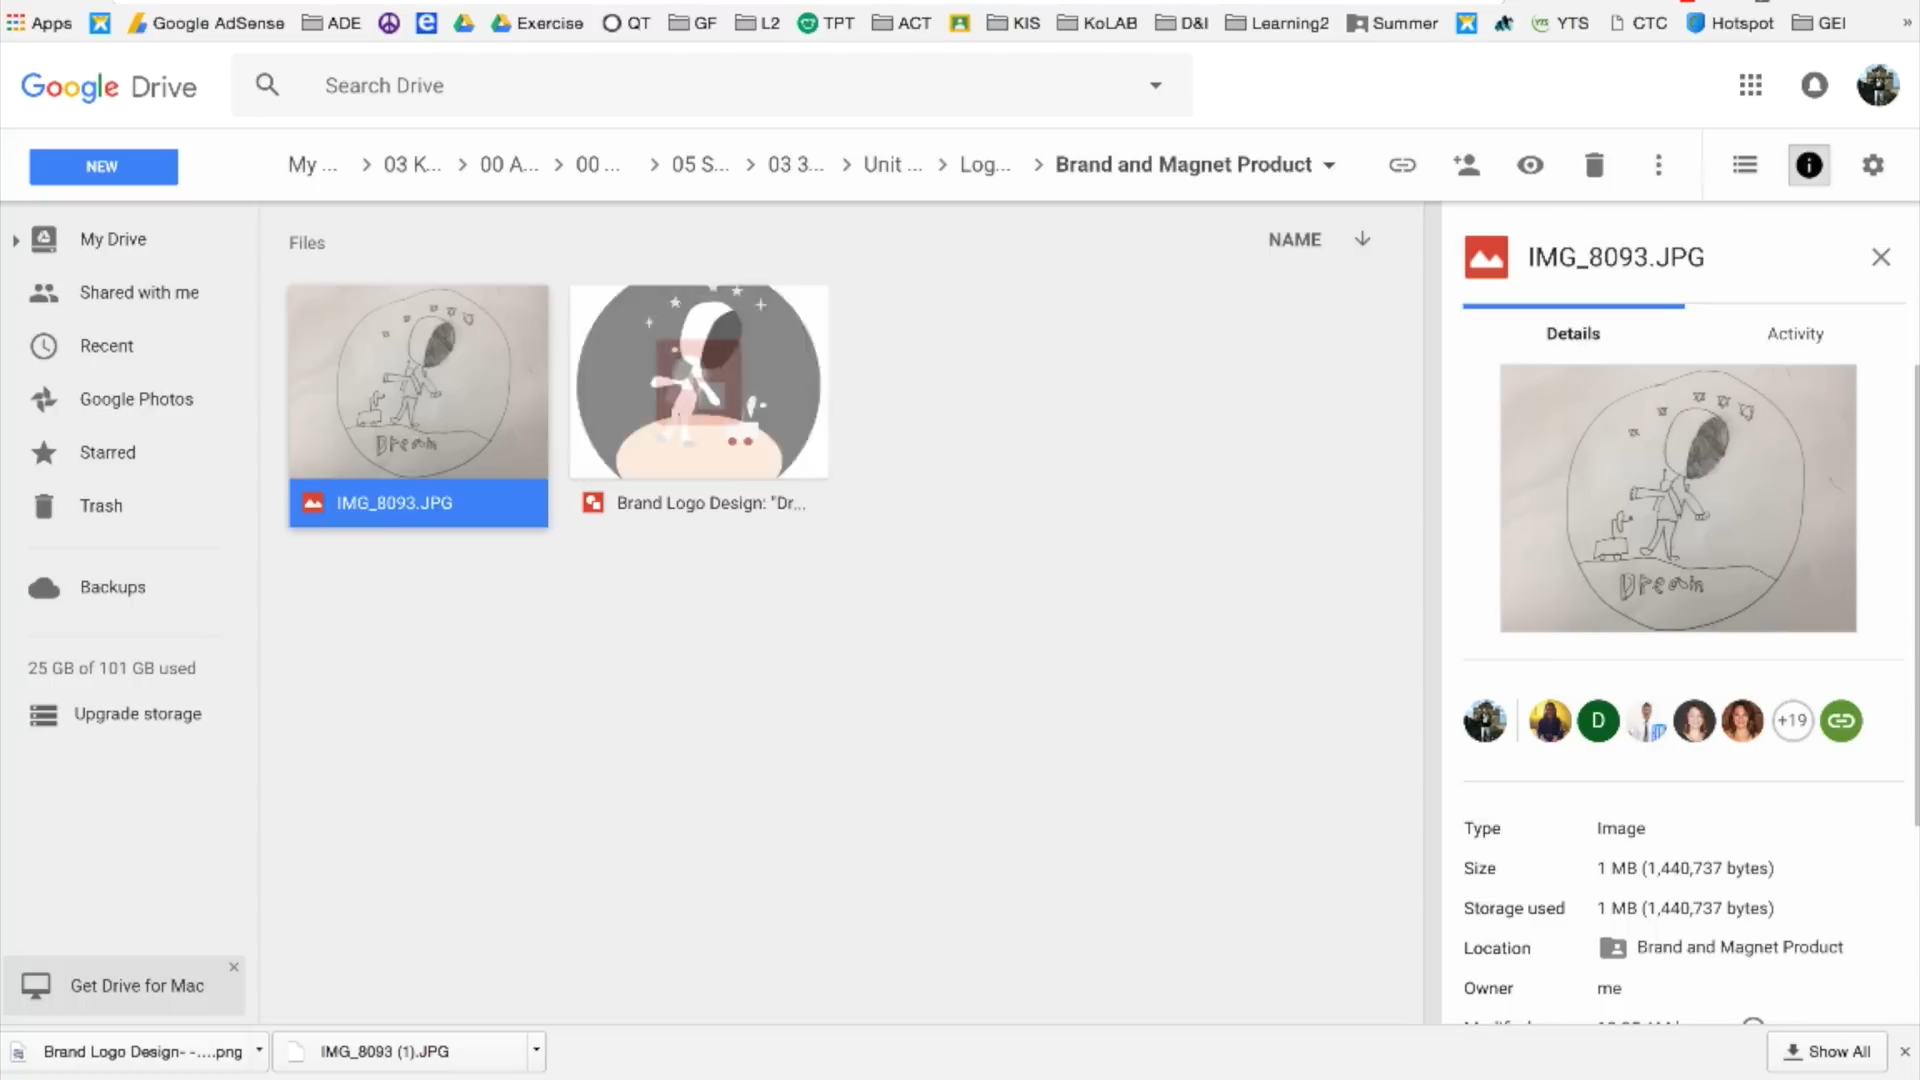 Apps Google AdSense ADE Exercise QT GF L2 TPT ACT KIS KoLAB D&I Learning2 Summer YTS CTC Hotspot GEI »
Google Drive Search Drive
NEW My ... > 03 K... > 00 A... > 00 ... > 05 S... > 03 3... > Unit ... > Log... > Brand and Magnet Product
My Drive
Shared with me
Recent
Google Photos
Starred
Trash
Backups
25 GB of 101 GB used
Upgrade storage
Get Drive for Mac
Files NAME
Dream
IMG_8093.JPG
Brand Logo Design: "Dr...
IMG_8093.JPG
Details Activity
Dream
D +19
Type Image
Size 1 MB (1,440,737 bytes)
Storage used 1 MB (1,440,737 bytes)
Location Brand and Magnet Product
Owner me
Brand Logo Design- -....png IMG_8093 (1).JPG Show All